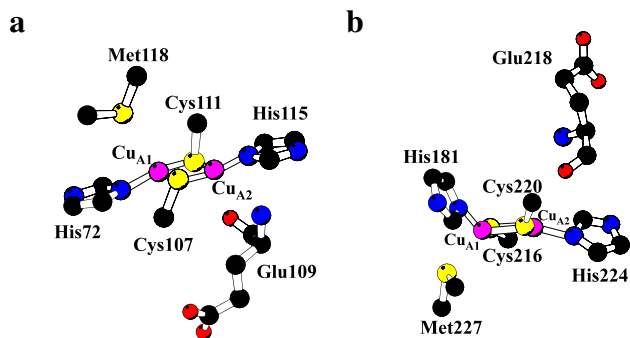 a
Met118
Cys111
His115
CuA1
CuA2
His72
Cys107
Glu109
b
Glu218
His181
Cys220
CuA2
CuA1
Cys216
His224
Met227